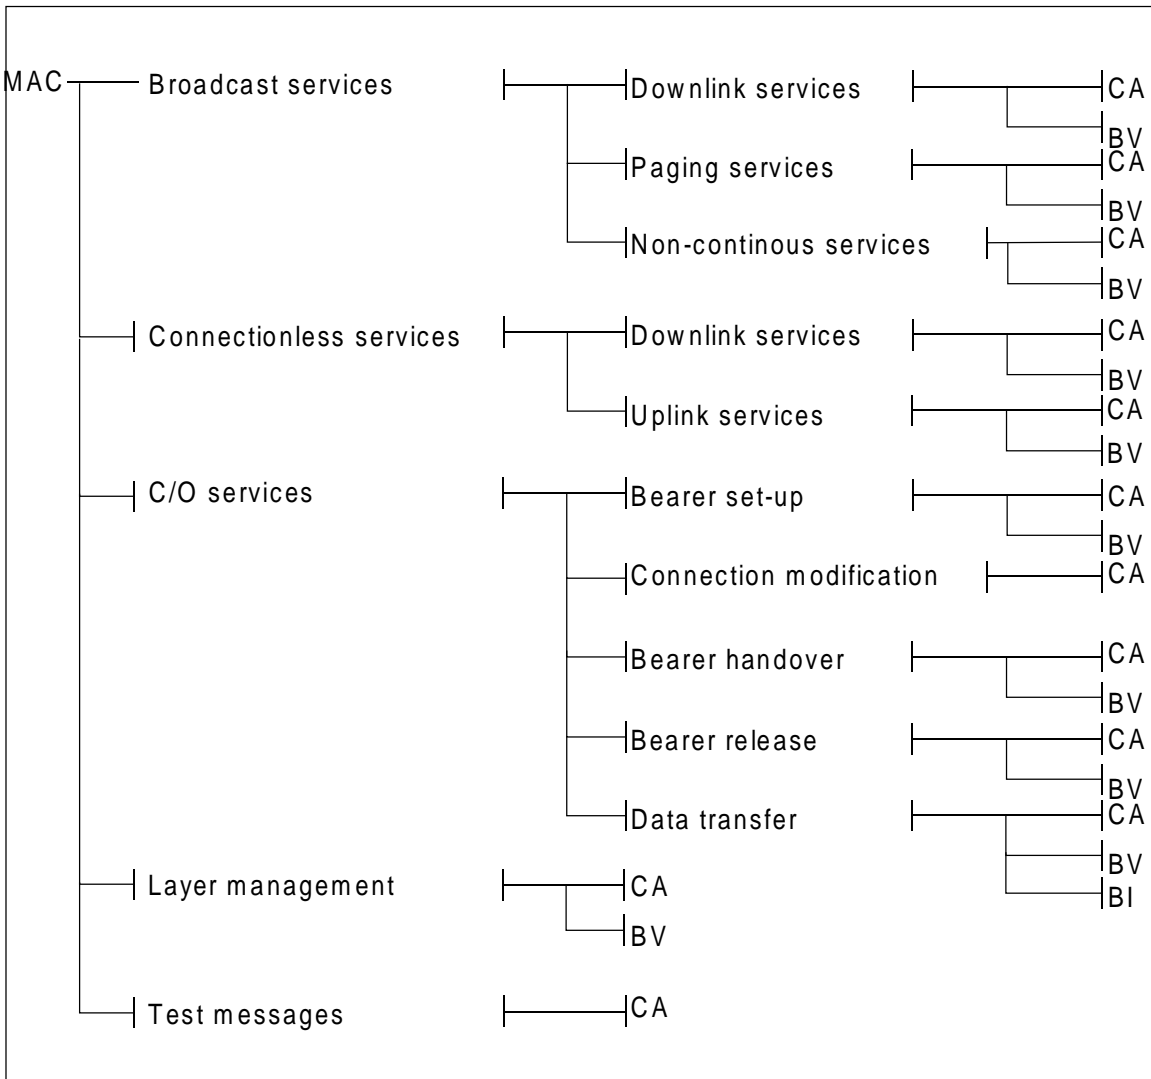 MAC Broadcast services Downlink services CA
BV
Paging services CA
BV
Non-continous services CA
BV
Connectionless services Downlink services CA
BV
Uplink services CA
BV
C/O services Bearer set-up CA
BV
Connection modification CA
Bearer handover CA
BV
Bearer release CA
BV
Data transfer CA
BV
Layer management CA BI
BV
Test messages CA